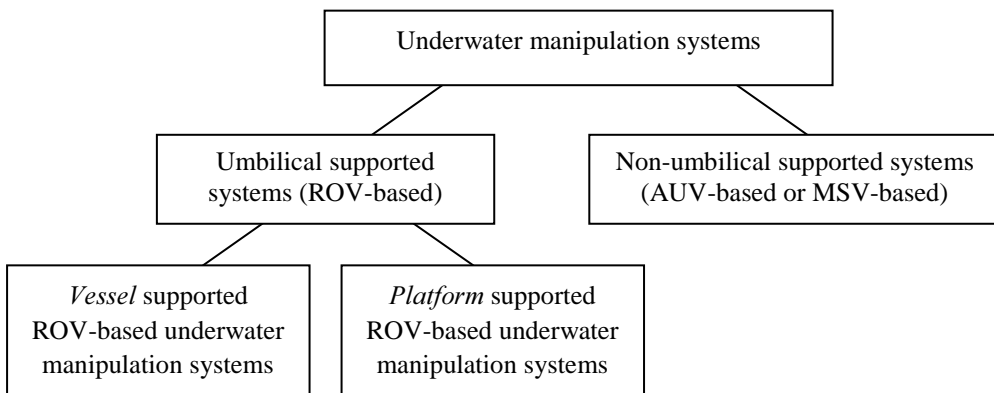 Underwater manipulation systems
Umbilical supported
systems (ROV-based)
Non-umbilical supported systems
(AUV-based or MSV-based)
Vessel supported
ROV-based underwater
manipulation systems
Platform supported
ROV-based underwater
manipulation systems